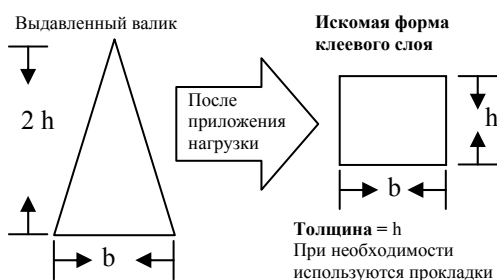 Выдавленный валик
2 h
b
После
приложения
нагрузки
Искомая форма
клеевого слоя
h
b
Толщина = h
При необходимости
используются прокладки